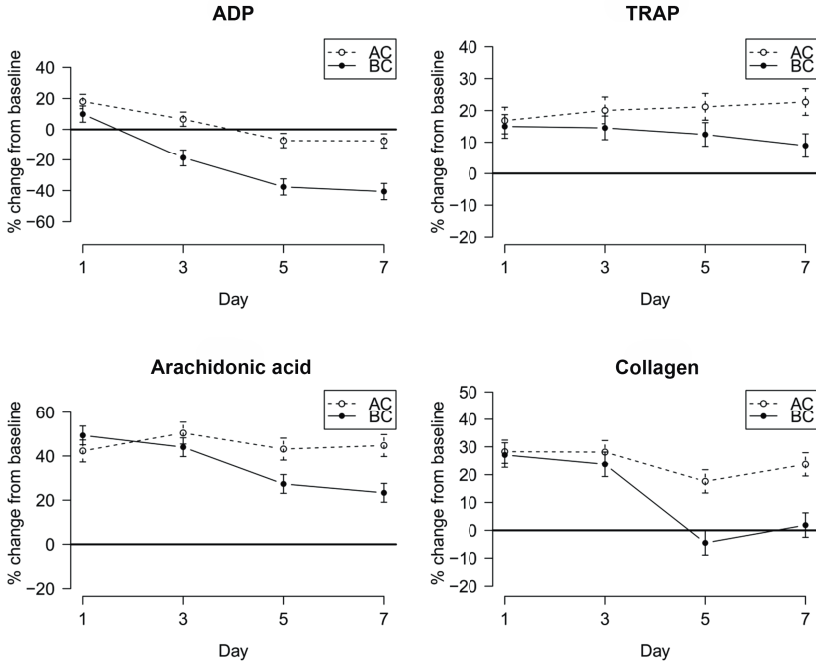 ADP
AC
BC
% change from baseline
40
20
0
−20
−40
−60
1 3 5 7
Day
TRAP
AC
BC
% change from baseline
40
30
20
10
0
−10
−20
1 3 5 7
Day
Arachidonic acid
AC
BC
% change from baseline
60
40
20
0
−20
1 3 5 7
Day
Collagen
AC
BC
% change from baseline
50
40
30
20
10
0
−10
−20
1 3 5 7
Day